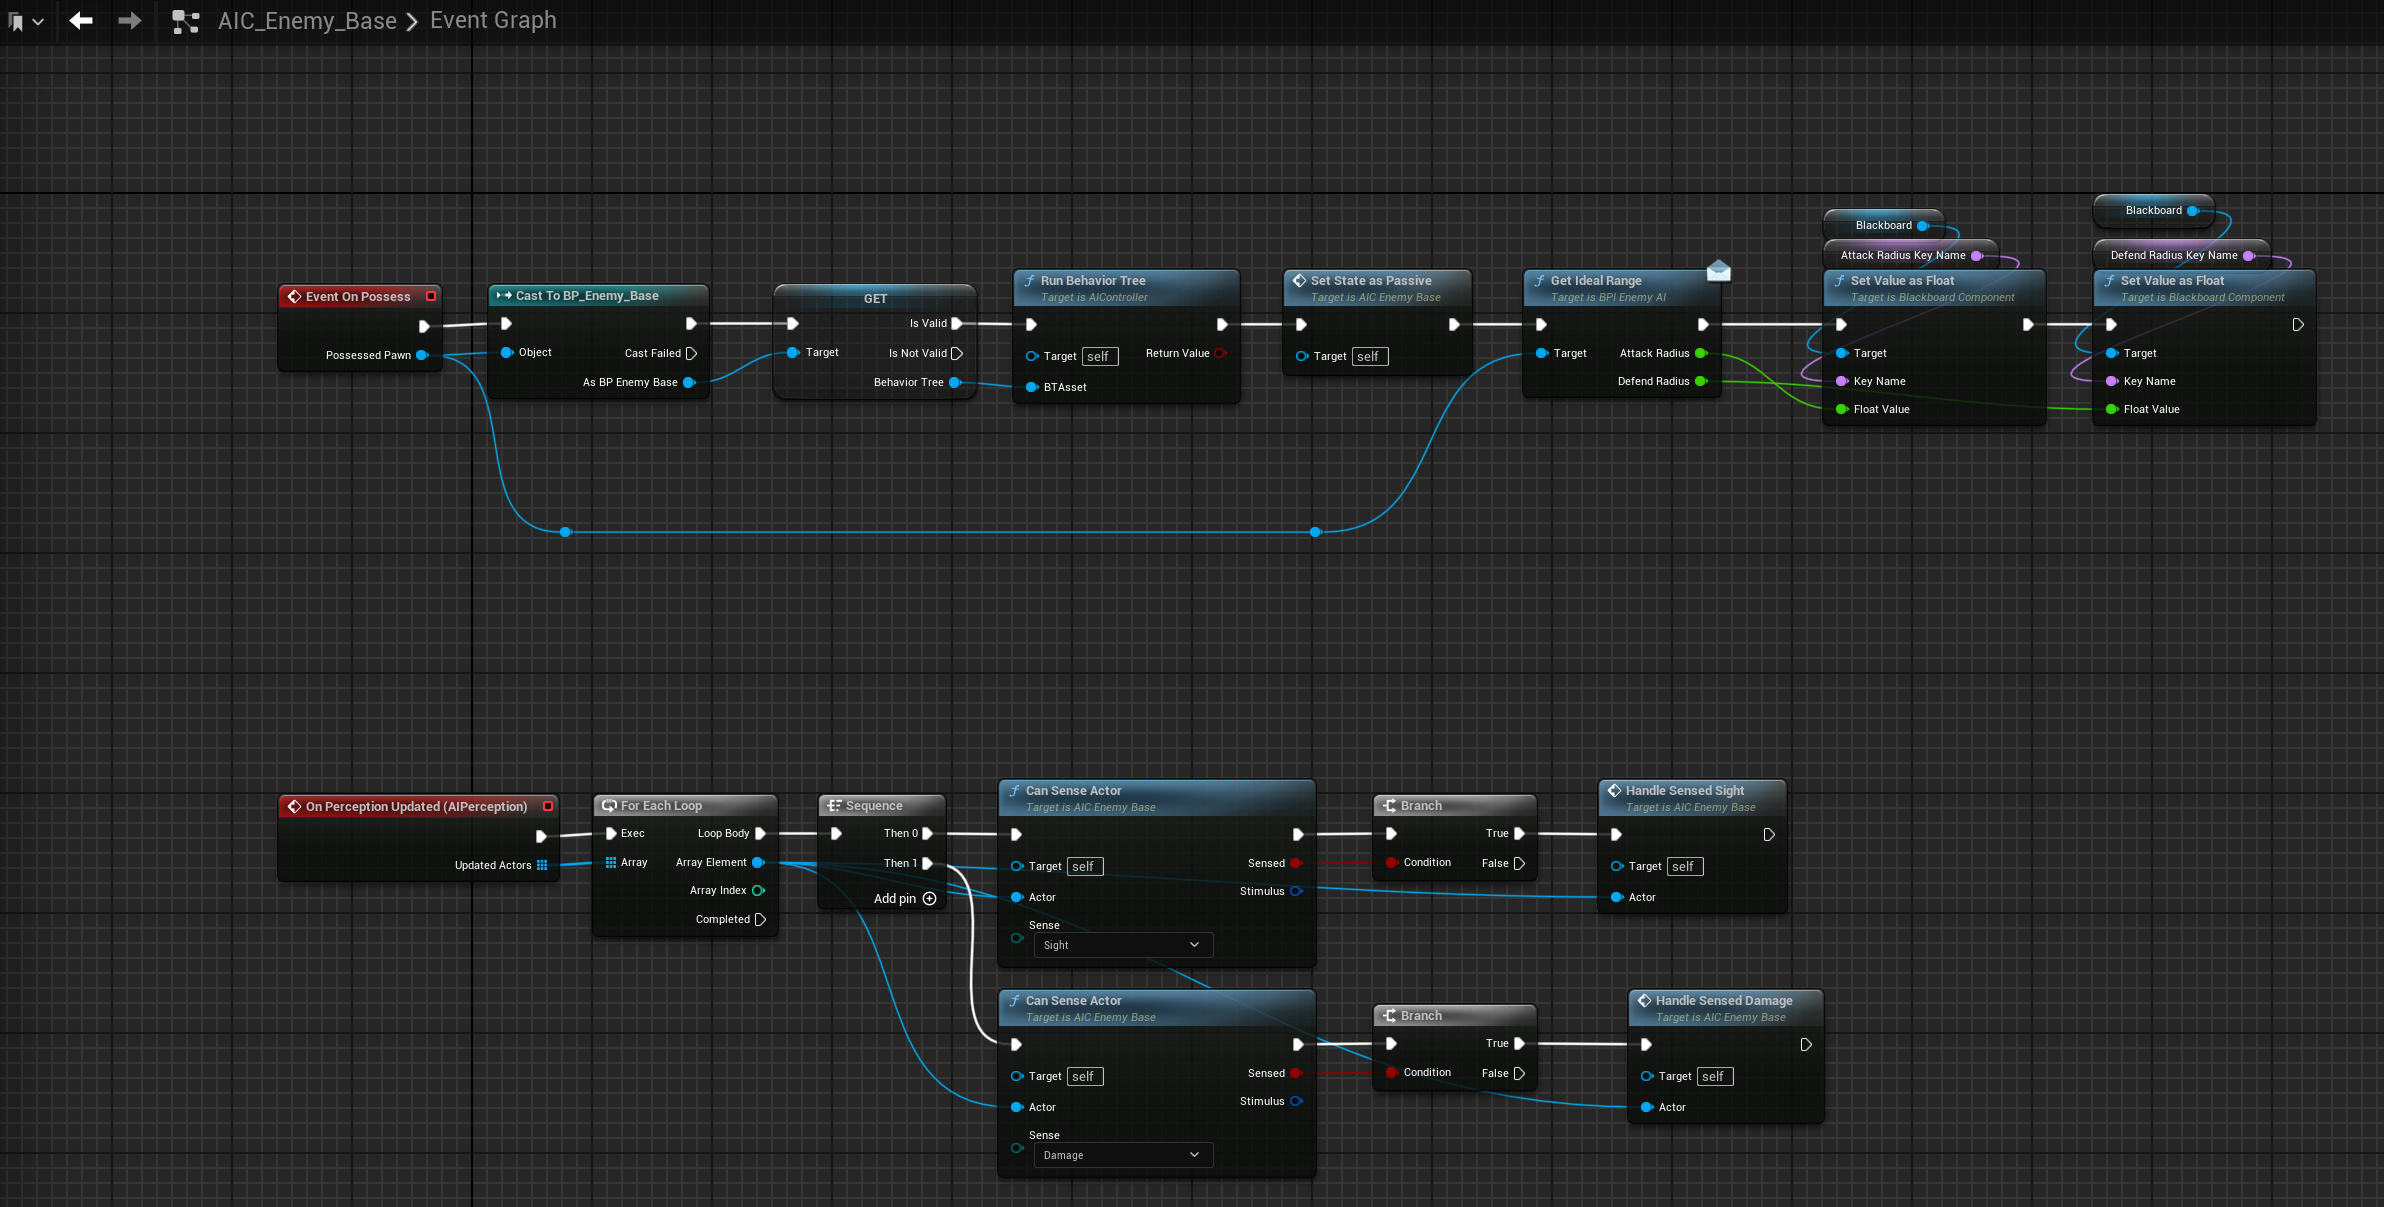 AIC_Enemy_Base > Event Graph
Event On Possess
Possessed Pawn
Cast To BP_Enemy_Base
Object
Cast Failed
As BP Enemy Base
GET
Is Valid
Target
Is Not Valid
Behavior Tree
Run Behavior Tree
Target is AIController
Target self
Return Value
BTAsset
Set State as Passive
Target is AIC Enemy Base
Target self
Get Ideal Range
Target is BPI Enemy AI
Target
Attack Radius
Defend Radius
Blackboard
Attack Radius Key Name
Set Value as Float
Target is Blackboard Component
Target
Key Name
Float Value
Blackboard
Defend Radius Key Name
Set Value as Float
Target is Blackboard Component
Target
Key Name
Float Value
On Perception Updated (AIPerception)
Updated Actors
For Each Loop
Exec
Loop Body
Array
Array Element
Array Index
Completed
Sequence
Then 0
Then 1
Add pin
Can Sense Actor
Target is AIC Enemy Base
Target self
Sensed
Stimulus
Actor
Sense
Sight
Branch
True
Condition
False
Handle Sensed Sight
Target is AIC Enemy Base
Target self
Actor
Can Sense Actor
Target is AIC Enemy Base
Target self
Sensed
Stimulus
Actor
Sense
Damage
Branch
True
Condition
False
Handle Sensed Damage
Target is AIC Enemy Base
Target self
Actor